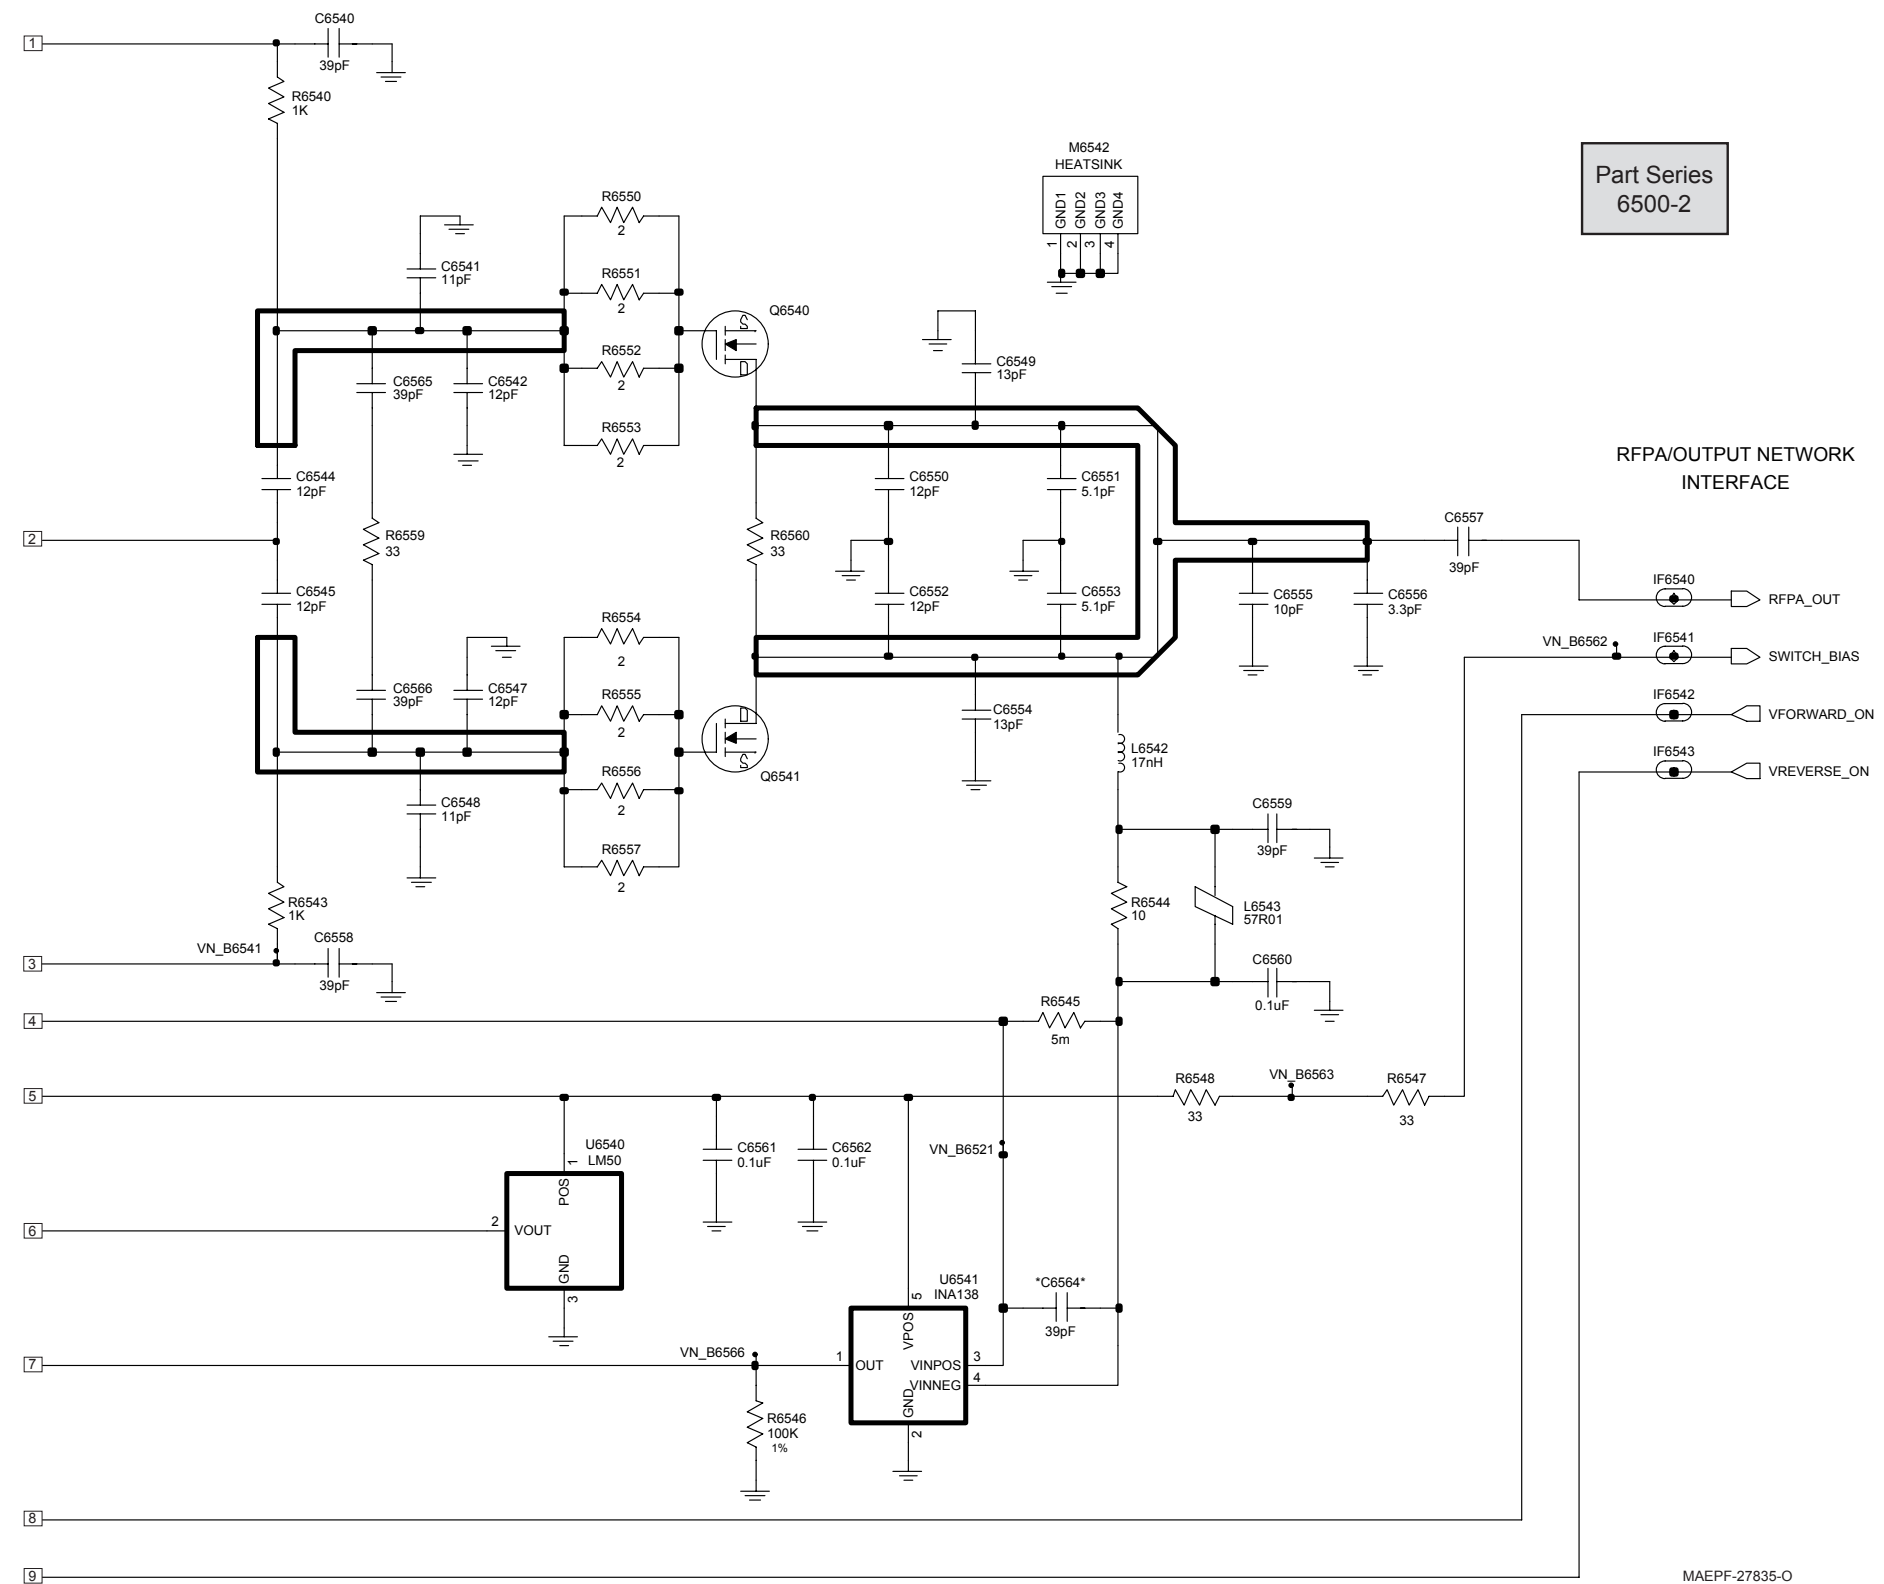 C6540
1
39pF
R6540
1K
M6542
HEATSINK
GND1
GND2
GND3
GND4
1
2
3
4
Part Series
6500-2
R6550
2
C6541
11pF
R6551
2
Q6540
S
D
R6552
2
C6549
13pF
C6565
39pF
C6542
12pF
R6553
2
RFPA/OUTPUT NETWORK
INTERFACE
C6544
12pF
C6550
12pF
C6551
5.1pF
2
R6559
33
R6560
33
C6557
39pF
C6545
12pF
C6552
12pF
C6553
5.1pF
C6555
10pF
C6556
3.3pF
IF6540
RFPA_OUT
R6554
2
VN_B6562
IF6541
SWITCH_BIAS
C6566
39pF
C6547
12pF
R6555
2
D
S
Q6541
C6554
13pF
IF6542
VFORWARD_ON
L6542
17nH
IF6543
VREVERSE_ON
R6556
2
C6548
11pF
C6559
39pF
R6557
2
R6543
1K
R6544
10
L6543
57R01
VN_B6541
C6558
39pF
3
C6560
0.1uF
4
R6545
5m
5
R6548
33
VN_B6563
R6547
33
U6540
LM50
1
POS
C6561
0.1uF
C6562
0.1uF
VN_B6521
6
2
VOUT
GND
3
U6541
INA138
5
VPOS
*C6564*
39pF
7
VN_B6566
1
OUT
VINPOS
3
VINNEG
4
GND
2
R6546
100K
1%
8
9
MAEPF-27835-O